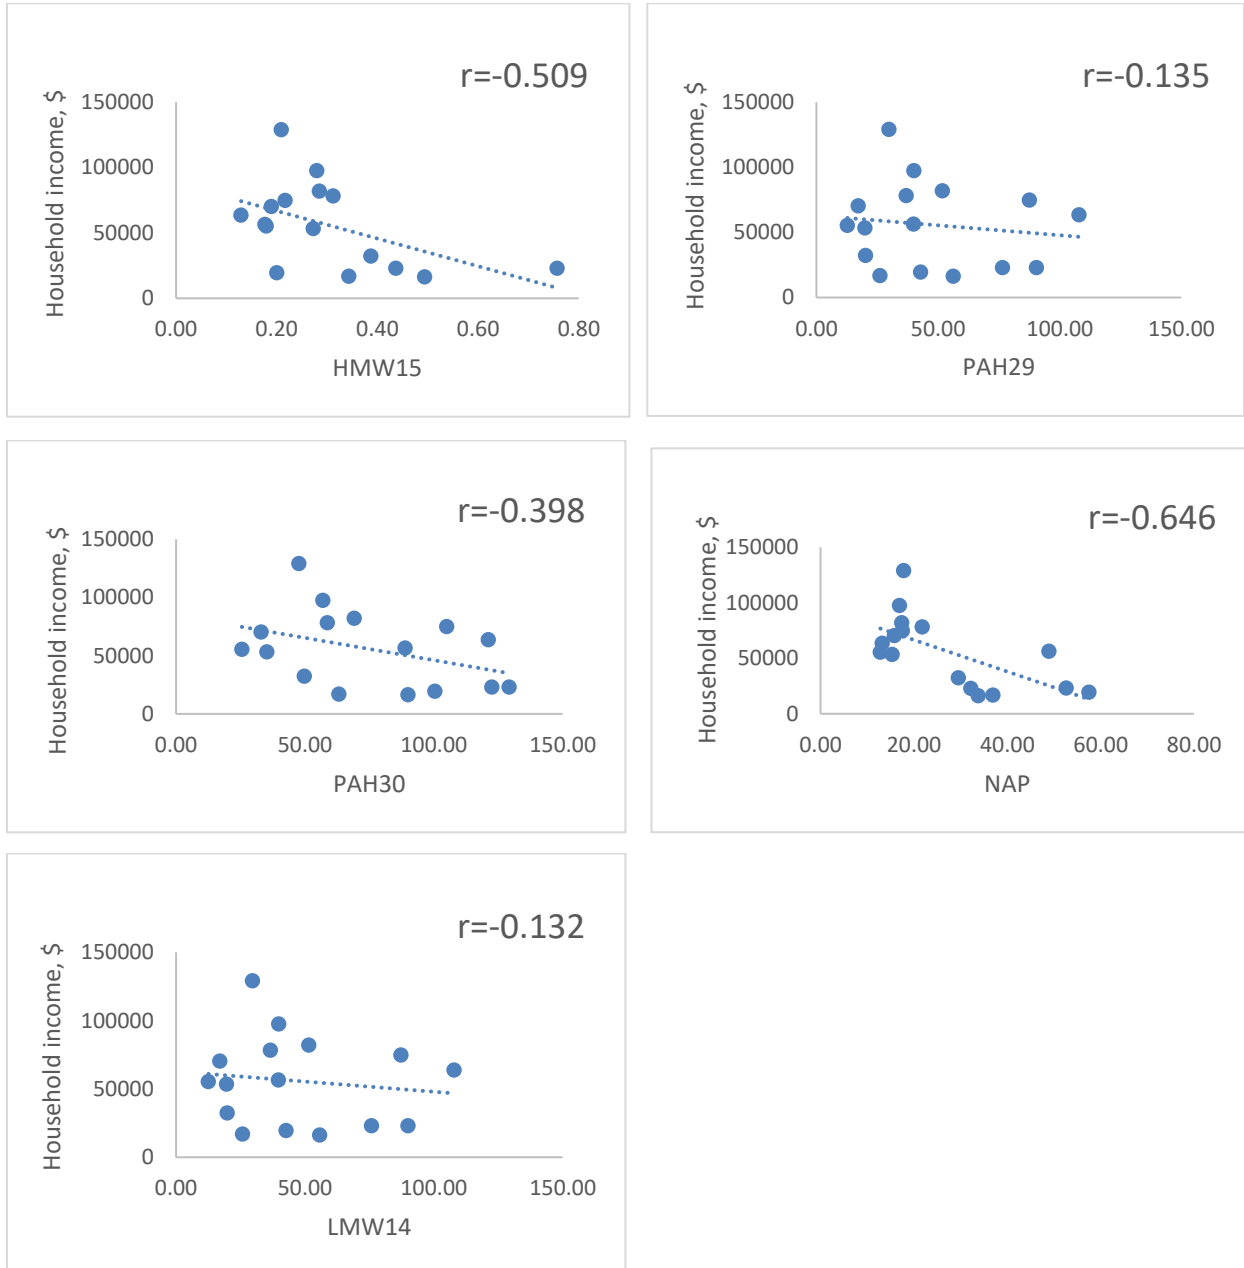 r=-0.509
Household income, $
150000
100000
50000
0
0.00 0.20 0.40 0.60 0.80
HMW15
r=-0.135
Household income, $
150000
100000
50000
0
0.00 50.00 100.00 150.00
PAH29
r=-0.398
Household income, $
150000
100000
50000
0
0.00 50.00 100.00 150.00
PAH30
r=-0.646
Household income, $
150000
100000
50000
0
0.00 20.00 40.00 60.00 80.00
NAP
r=-0.132
Household income, $
150000
100000
50000
0
0.00 50.00 100.00 150.00
LMW14